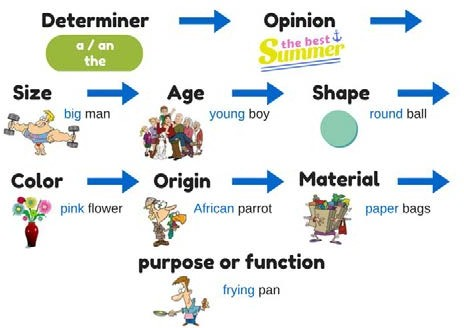 Determiner
Opinion
a / an
the
the best
Summer
Size
Age
Shape
big man
young boy
round ball
Color
Origin
Material
pink flower
African parrot
paper bags
purpose or function
frying pan